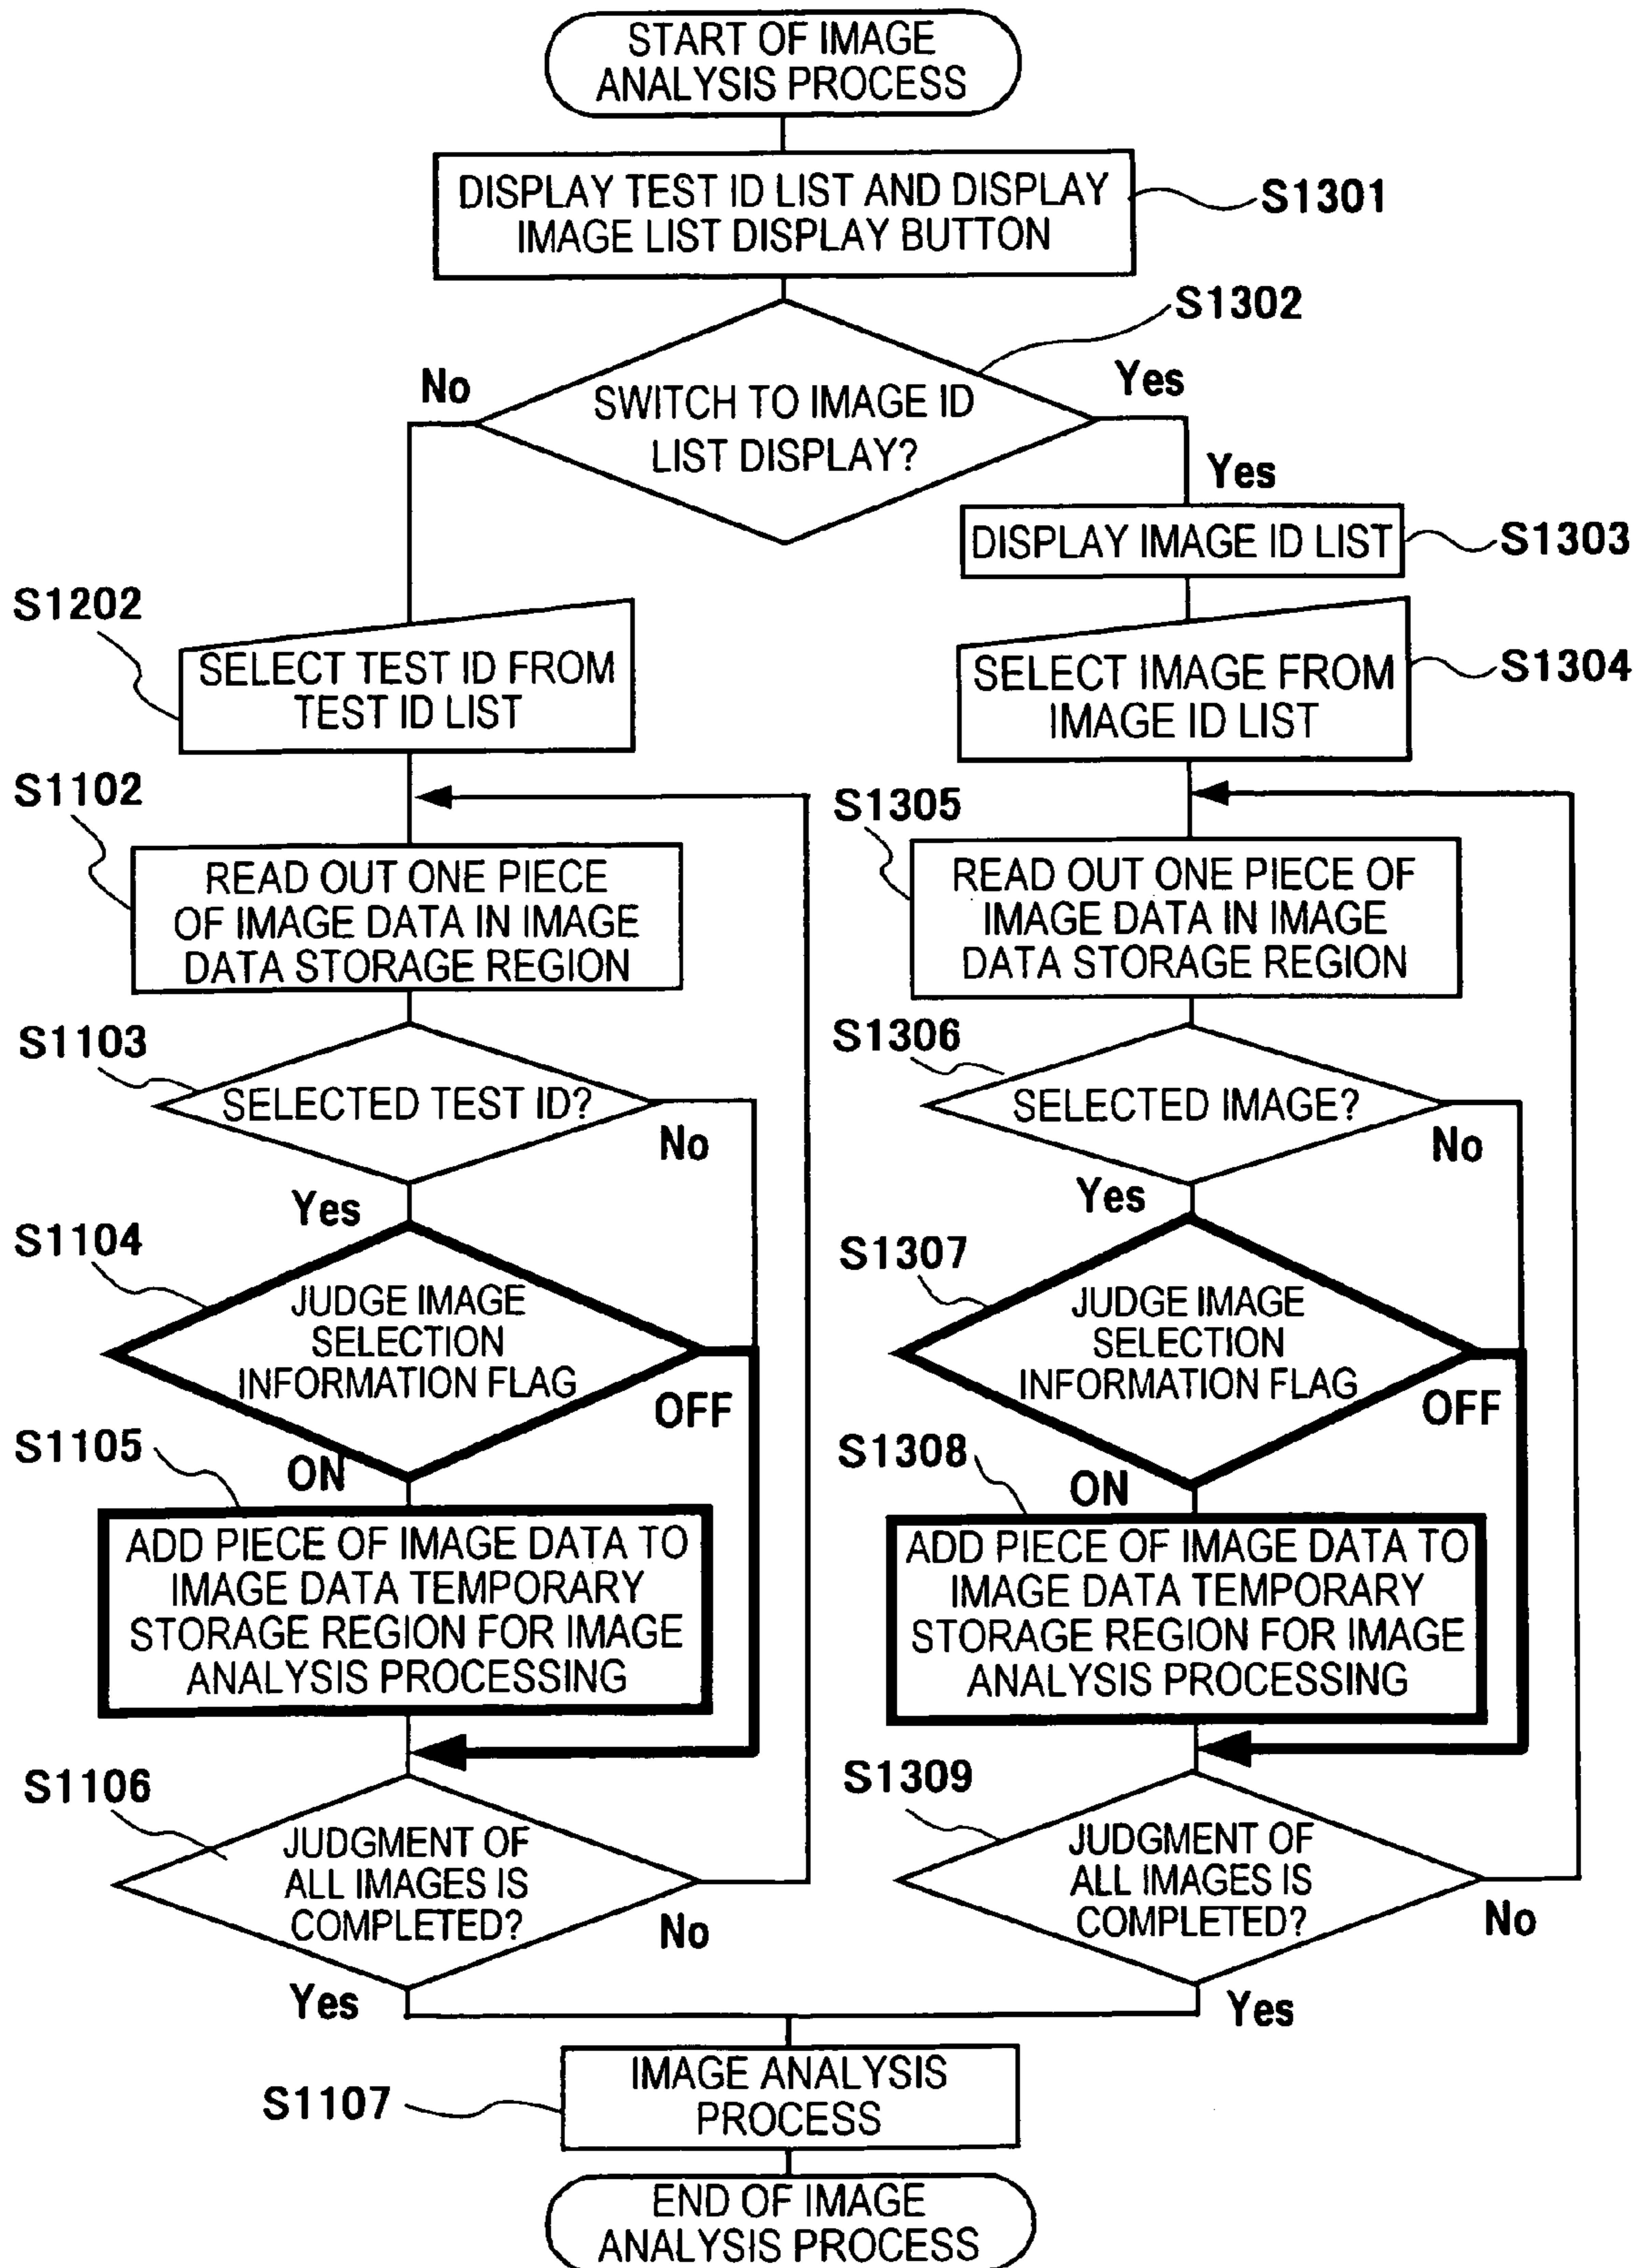 START OF IMAGE
ANALYSIS PROCESS
DISPLAY TEST ID LIST AND DISPLAY
IMAGE LIST DISPLAY BUTTON
S1301
S1302
No
SWITCH TO IMAGE ID
LIST DISPLAY?
Yes
Yes
DISPLAY IMAGE ID LIST
S1303
S1202
SELECT TEST ID FROM
TEST ID LIST
SELECT IMAGE FROM
IMAGE ID LIST
S1304
S1102
READ OUT ONE PIECE
OF IMAGE DATA IN IMAGE
DATA STORAGE REGION
S1305
READ OUT ONE PIECE OF
IMAGE DATA IN IMAGE
DATA STORAGE REGION
S1103
SELECTED TEST ID?
No
Yes
S1306
SELECTED IMAGE?
No
Yes
S1104
JUDGE IMAGE
SELECTION
INFORMATION FLAG
OFF
ON
S1307
JUDGE IMAGE
SELECTION
INFORMATION FLAG
OFF
ON
S1105
ADD PIECE OF IMAGE DATA TO
IMAGE DATA TEMPORARY
STORAGE REGION FOR IMAGE
ANALYSIS PROCESSING
S1308
ADD PIECE OF IMAGE DATA TO
IMAGE DATA TEMPORARY
STORAGE REGION FOR IMAGE
ANALYSIS PROCESSING
S1106
JUDGMENT OF
ALL IMAGES IS
COMPLETED?
No
Yes
S1309
JUDGMENT OF
ALL IMAGES IS
COMPLETED?
No
Yes
S1107
IMAGE ANALYSIS
PROCESS
END OF IMAGE
ANALYSIS PROCESS